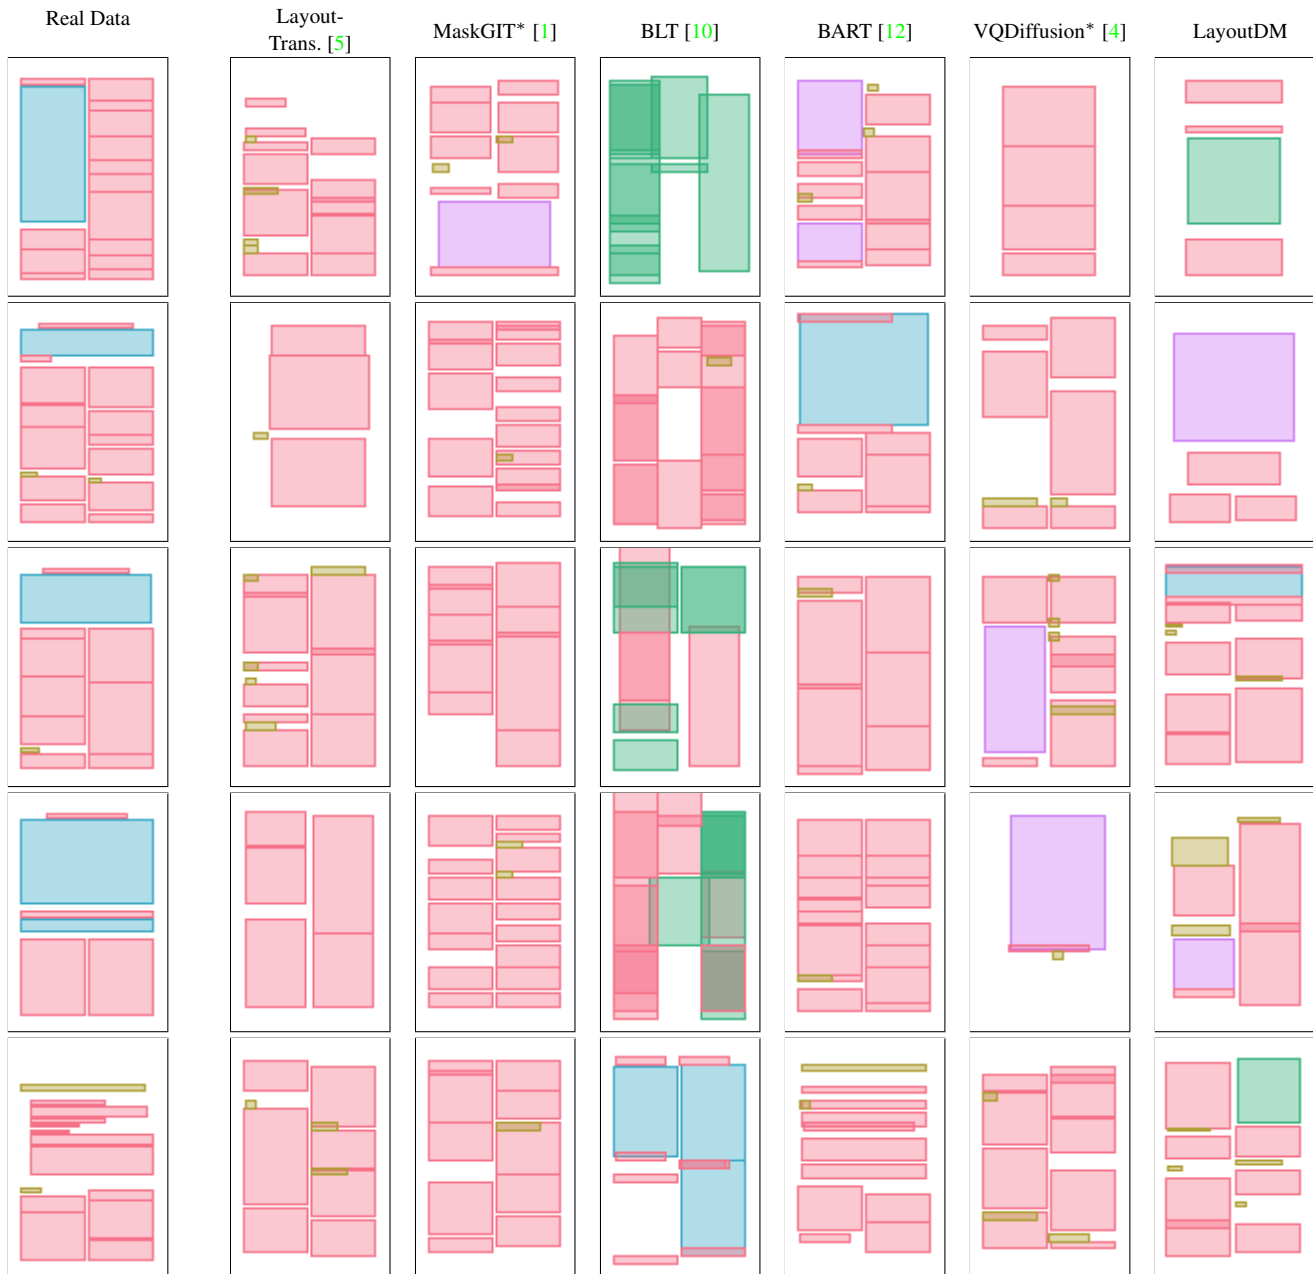 Real Data
Layout-
Trans. [5]
MaskGIT* [1]
BLT [10]
BART [12]
VQDiffusion* [4]
LayoutDM